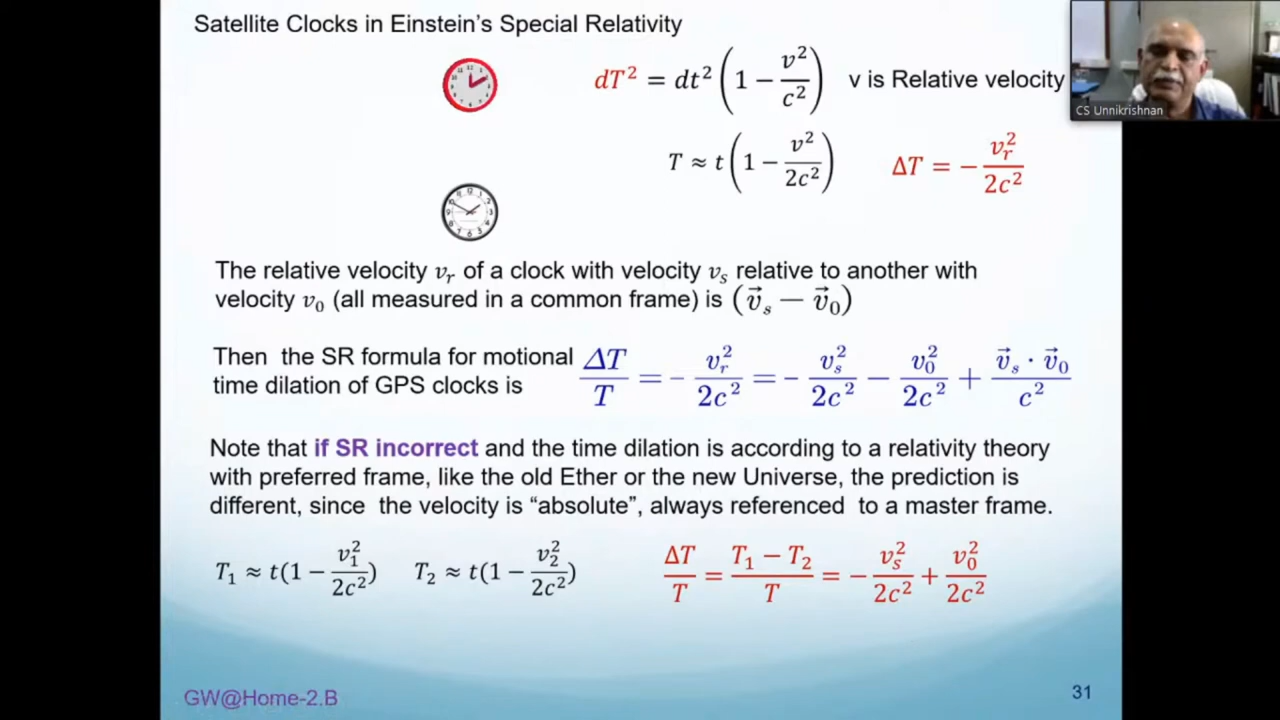 Satellite Clocks in Einstein's Special Relativity
dT² = dt² (1 − v²/c²) v is Relative velocity
CS Unnikrishnan
T ≈ t (1 − v²/2c²) ΔT = − v_r²/2c²
The relative velocity v_r of a clock with velocity v_s relative to another with
velocity v_0 (all measured in a common frame) is (v⃗_s − v⃗_0)
Then the SR formula for motional
time dilation of GPS clocks is
ΔT/T = − v_r²/2c² = − v_s²/2c² − v_0²/2c² + v⃗_s · v⃗_0/c²
Note that if SR incorrect and the time dilation is according to a relativity theory
with preferred frame, like the old Ether or the new Universe, the prediction is
different, since the velocity is “absolute”, always referenced to a master frame.
T₁ ≈ t(1 − v₁²/2c²) T₂ ≈ t(1 − v₂²/2c²) ΔT/T = (T₁ − T₂)/T = − v_s²/2c² + v_0²/2c²
GW@Home-2.B
31